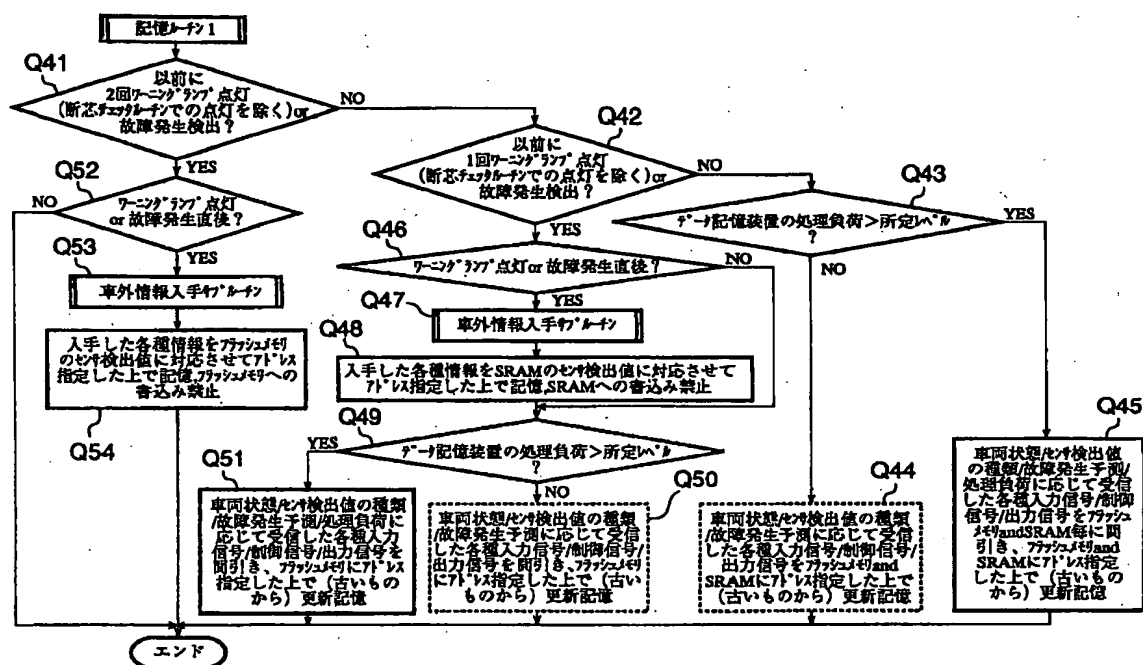 記憶ルーチン1
Q41
以前に
2回ワーニングランプ点灯
(断芯チェックルーチンでの点灯を除く)or
故障発生検出?
NO
YES
Q42
以前に
1回ワーニングランプ点灯
(断芯チェックルーチンでの点灯を除く)or
故障発生検出?
NO
YES
Q43
データ記憶装置の処理負荷>所定レベル
?
YES
NO
Q52
ワーニングランプ点灯
or故障発生直後?
NO
YES
Q53
車外情報入手サブルーチン
入手した各種情報をフラッシュメモリ
のセンサ検出値に対応させてアドレス
指定した上で記憶,フラッシュメモリへの
書込み禁止
Q54
Q46
ワーニングランプ点灯or故障発生直後?
NO
YES
Q47
車外情報入手サブルーチン
Q48
入手した各種情報をSRAMのセンサ検出値に対応させて
アドレス指定した上で記憶,SRAMへの書込み禁止
Q49
データ記憶装置の処理負荷>所定レベル
?
YES
NO
Q51
車両状態/センサ検出値の種類
/故障発生予測/処理負荷に
応じて受信した各種入力
信号/制御信号/出力信号を
間引き、フラッシュメモリにアドレス
指定した上で(古いもの
から)更新記憶
Q50
車両状態/センサ検出値の種類
/故障発生予測に応じて受信
した各種入力信号/制御信号/
出力信号を間引き、フラッシュメモリ
にアドレス指定した上で(古い
ものから)更新記憶
Q44
車両状態/センサ検出値の種類
/故障発生予測に応じて受信
した各種入力信号/制御信号/
出力信号をフラッシュメモリand
SRAMにアドレス指定した上で
(古いものから)更新記憶
Q45
車両状態/センサ検出値
の種類/故障発生予測/
処理負荷に応じて受信
した各種入力信号/制御
信号/出力信号をフラッシュ
メモリandSRAM毎に間
引き、フラッシュメモリand
SRAMにアドレス指定
した上で(古いもの
から)更新記憶
エンド